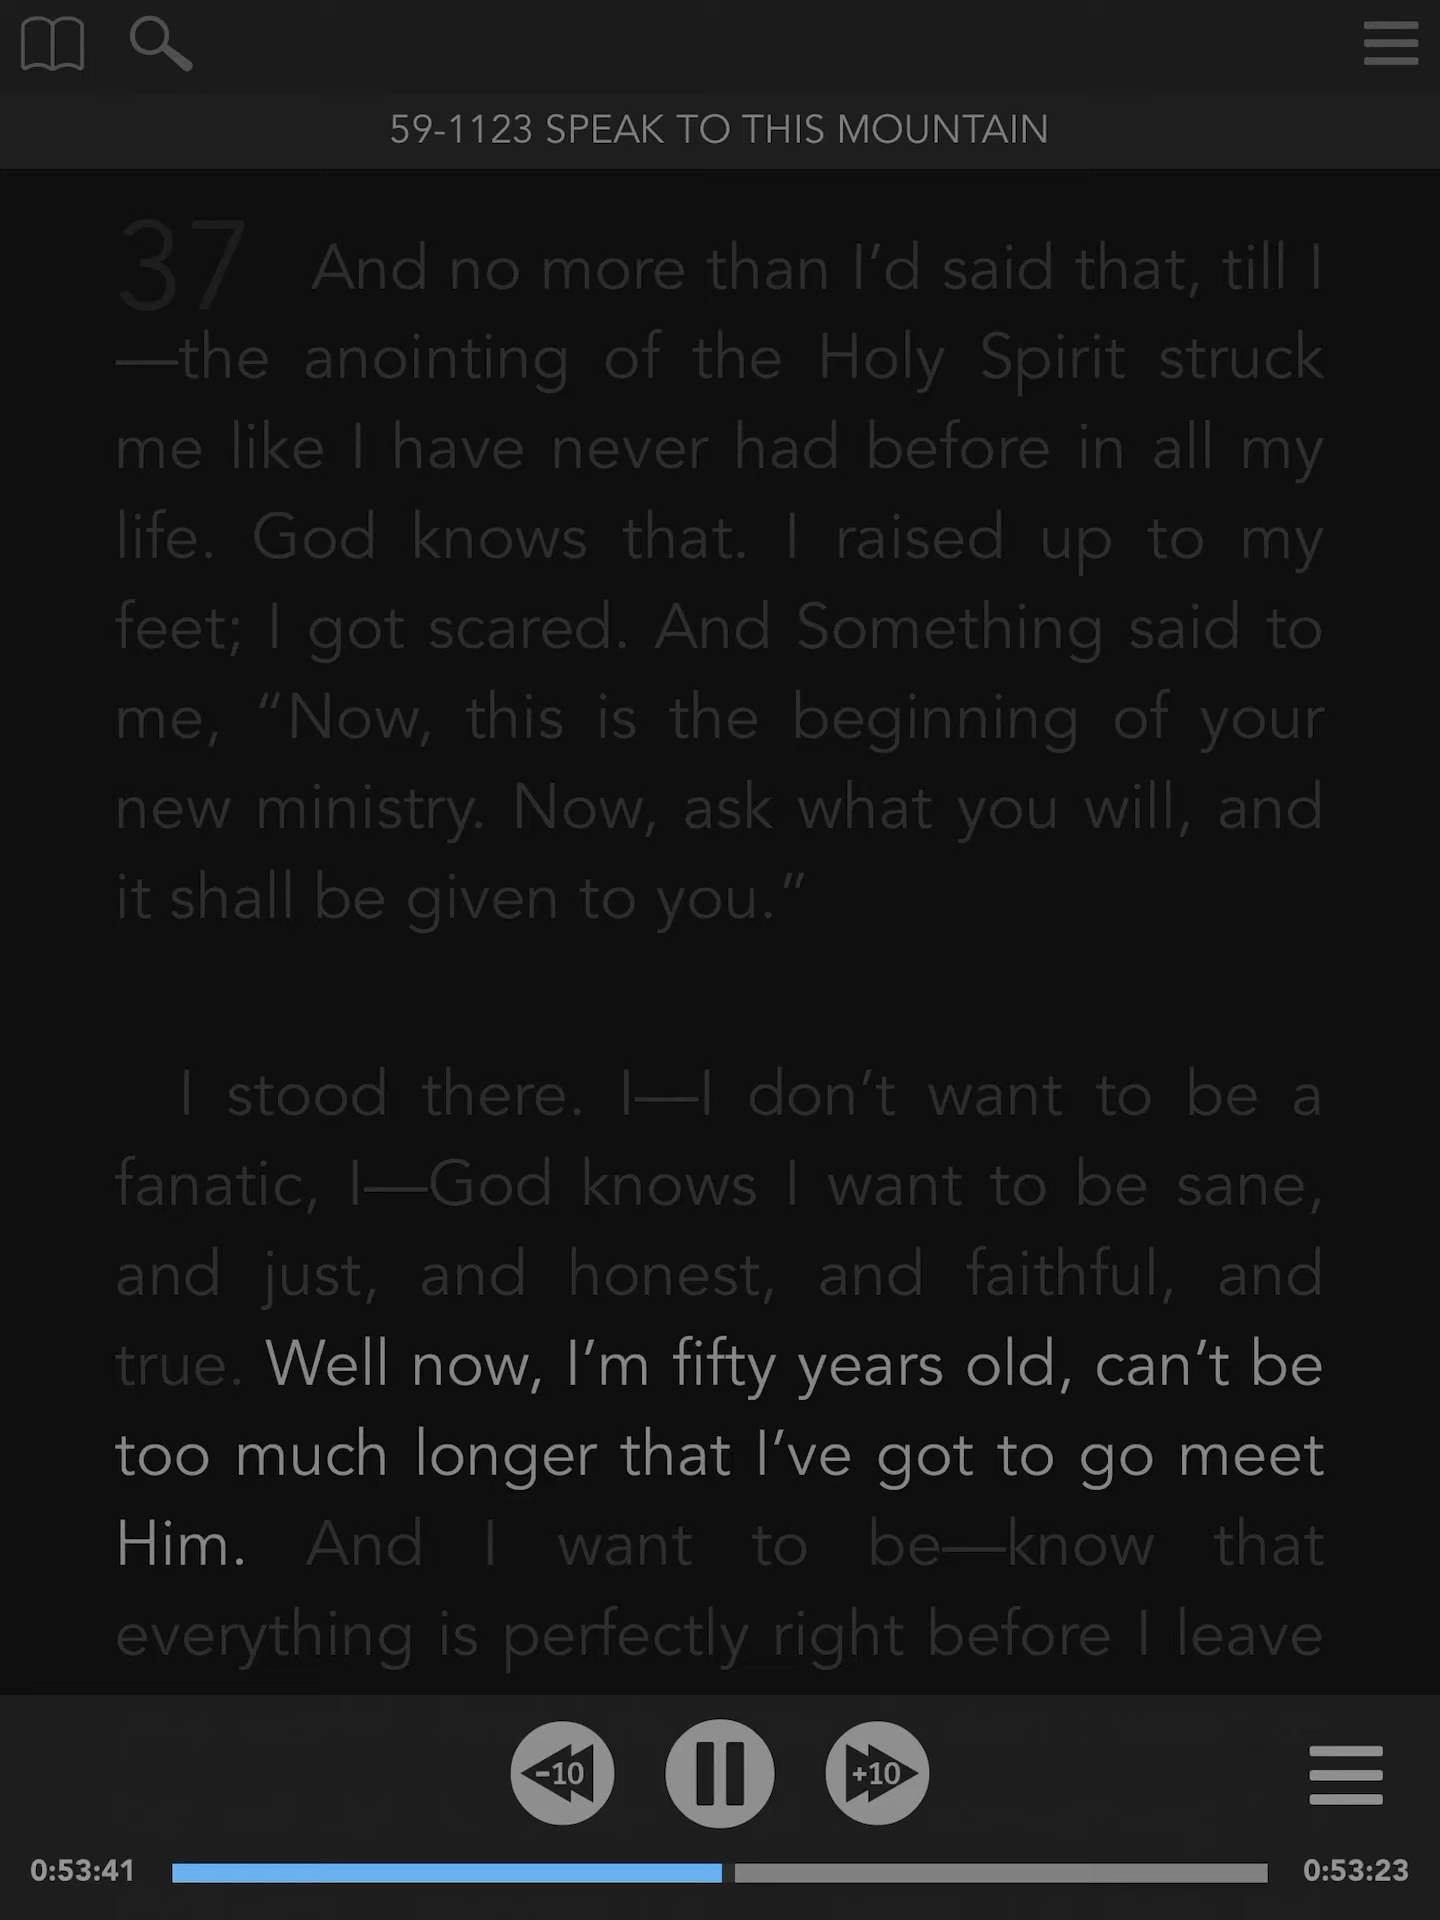 59-1123 SPEAK TO THIS MOUNTAIN
37 And no more than I’d said that, till I
—the anointing of the Holy Spirit struck
me like I have never had before in all my
life. God knows that. I raised up to my
feet; I got scared. And Something said to
me, “Now, this is the beginning of your
new ministry. Now, ask what you will, and
it shall be given to you.”
I stood there. I—I don’t want to be a
fanatic, I—God knows I want to be sane,
and just, and honest, and faithful, and
true. Well now, I’m fifty years old, can’t be
too much longer that I’ve got to go meet
Him. And I want to be—know that
everything is perfectly right before I leave
-10 +10
0:53:41 0:53:23